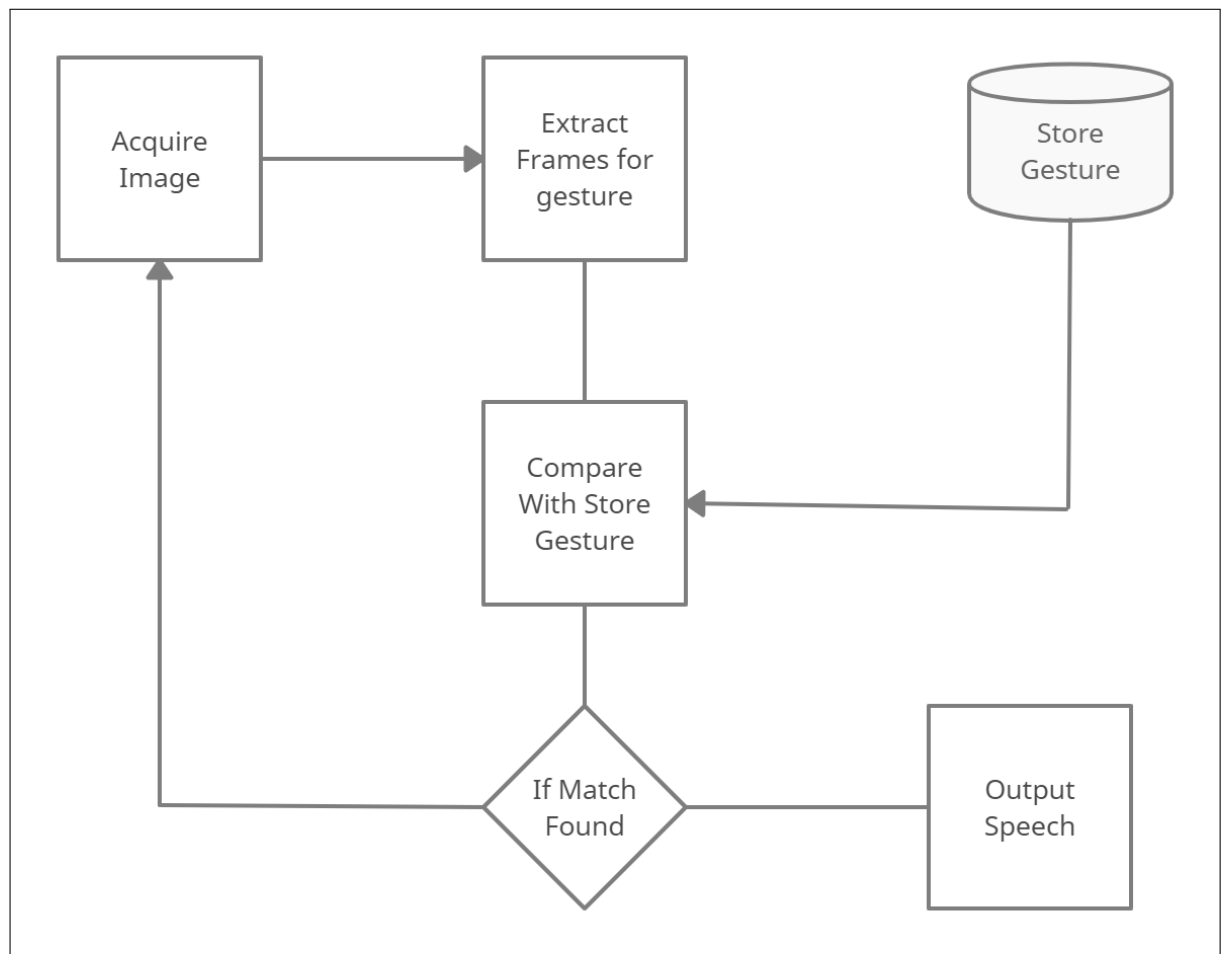 Acquire
Image
Extract
Frames for
gesture
Store
Gesture
Compare
With Store
Gesture
If Match
Found
Output
Speech